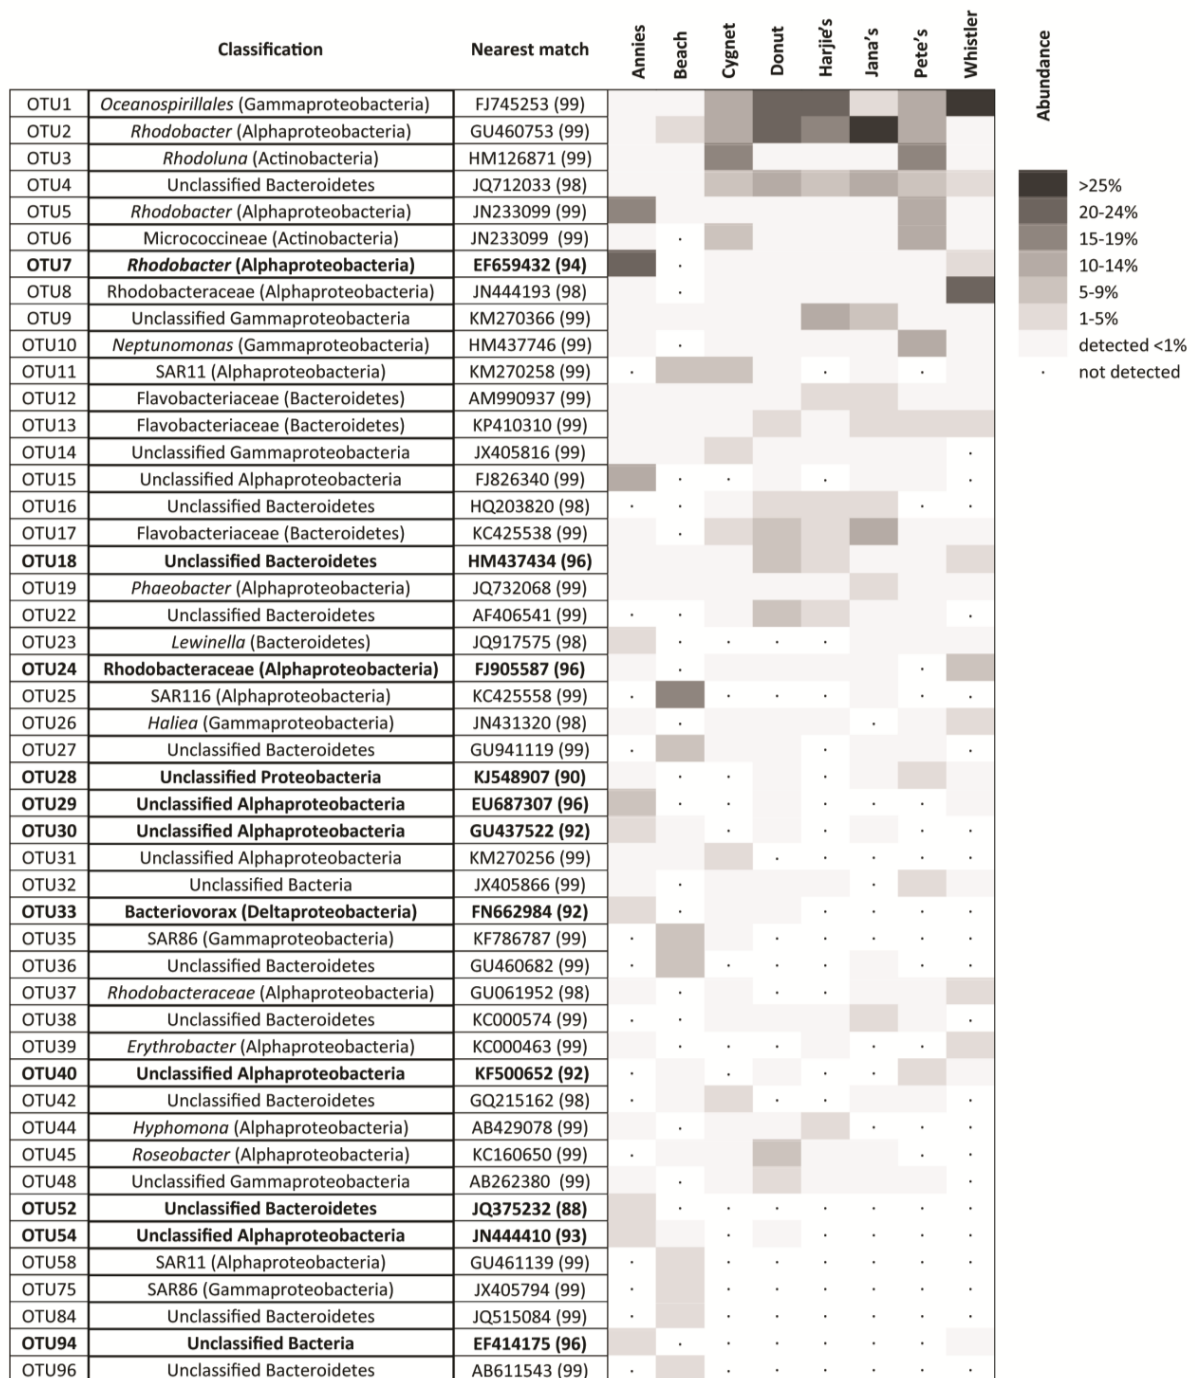 Classification Nearest match Annies Beach Cygnet Donut Harjie's Jana's Pete's Whistler Abundance
OTU1 Oceanospirillales (Gammaproteobacteria) FJ745253 (99)
OTU2 Rhodobacter (Alphaproteobacteria) GU460753 (99)
OTU3 Rhodoluna (Actinobacteria) HM126871 (99)
OTU4 Unclassified Bacteroidetes JQ712033 (98) >25%
OTU5 Rhodobacter (Alphaproteobacteria) JN233099 (99) 20-24%
OTU6 Micrococcineae (Actinobacteria) JN233099 (99) · 15-19%
OTU7 Rhodobacter (Alphaproteobacteria) EF659432 (94) · 10-14%
OTU8 Rhodobacteraceae (Alphaproteobacteria) JN444193 (98) · 5-9%
OTU9 Unclassified Gammaproteobacteria KM270366 (99) 1-5%
OTU10 Neptunomonas (Gammaproteobacteria) HM437746 (99) · detected <1%
OTU11 SAR11 (Alphaproteobacteria) KM270258 (99) · · · · not detected
OTU12 Flavobacteriaceae (Bacteroidetes) AM990937 (99)
OTU13 Flavobacteriaceae (Bacteroidetes) KP410310 (99)
OTU14 Unclassified Gammaproteobacteria JX405816 (99) ·
OTU15 Unclassified Alphaproteobacteria FJ826340 (99) · · · ·
OTU16 Unclassified Bacteroidetes HQ203820 (98) · · · ·
OTU17 Flavobacteriaceae (Bacteroidetes) KC425538 (99) ·
OTU18 Unclassified Bacteroidetes HM437434 (96)
OTU19 Phaeobacter (Alphaproteobacteria) JQ732068 (99)
OTU22 Unclassified Bacteroidetes AF406541 (99) · · ·
OTU23 Lewinella (Bacteroidetes) JQ917575 (98) · · · ·
OTU24 Rhodobacteraceae (Alphaproteobacteria) FJ905587 (96) · ·
OTU25 SAR116 (Alphaproteobacteria) KC425558 (99) · · · · · ·
OTU26 Haliea (Gammaproteobacteria) JN431320 (98) · ·
OTU27 Unclassified Bacteroidetes GU941119 (99) · · ·
OTU28 Unclassified Proteobacteria KJ548907 (90) · · ·
OTU29 Unclassified Alphaproteobacteria EU687307 (96) · · · · ·
OTU30 Unclassified Alphaproteobacteria GU437522 (92) · · · ·
OTU31 Unclassified Alphaproteobacteria KM270256 (99) · · · · ·
OTU32 Unclassified Bacteria JX405866 (99) · ·
OTU33 Bacteriovorax (Deltaproteobacteria) FN662984 (92) · · · · ·
OTU35 SAR86 (Gammaproteobacteria) KF786787 (99) · · · · · ·
OTU36 Unclassified Bacteroidetes GU460682 (99) · · · · · ·
OTU37 Rhodobacteraceae (Alphaproteobacteria) GU061952 (98) · · ·
OTU38 Unclassified Bacteroidetes KC000574 (99) · · ·
OTU39 Erythrobacter (Alphaproteobacteria) KC000463 (99) · · · · ·
OTU40 Unclassified Alphaproteobacteria KF500652 (92) · · · ·
OTU42 Unclassified Bacteroidetes GQ215162 (98) · · · ·
OTU44 Hyphomona (Alphaproteobacteria) AB429078 (99) · · · ·
OTU45 Roseobacter (Alphaproteobacteria) KC160650 (99) · · ·
OTU48 Unclassified Gammaproteobacteria AB262380 (99) · ·
OTU52 Unclassified Bacteroidetes JQ375232 (88) · · · · · · ·
OTU54 Unclassified Alphaproteobacteria JN444410 (93) · · · · ·
OTU58 SAR11 (Alphaproteobacteria) GU461139 (99) · · · · · · ·
OTU75 SAR86 (Gammaproteobacteria) JX405794 (99) · · · · · · ·
OTU84 Unclassified Bacteroidetes JQ515084 (99) · · · · · · ·
OTU94 Unclassified Bacteria EF414175 (96) · · · · · ·
OTU96 Unclassified Bacteroidetes AB611543 (99) · · · · · · ·